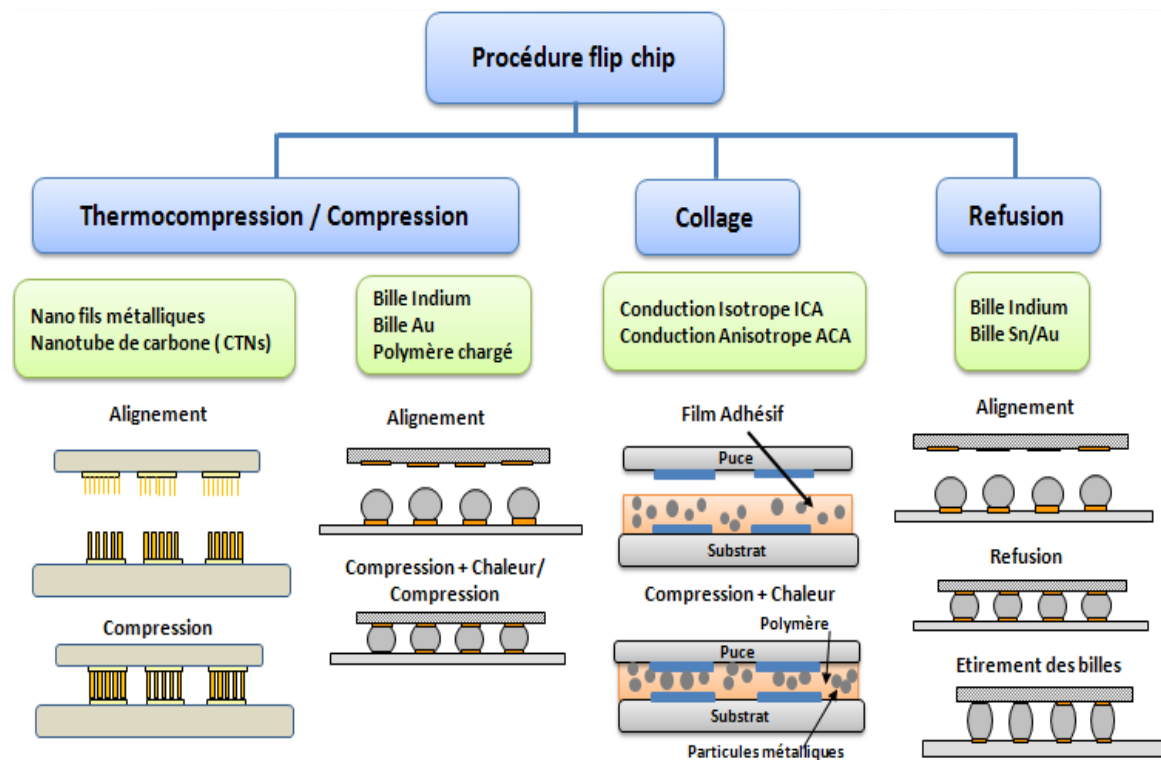 Procédure flip chip
Thermocompression / Compression
Collage
Refusion
Nano fils métalliques
Nanotube de carbone ( CTNs)
Bille Indium
Bille Au
Polymère chargé
Conduction Isotrope ICA
Conduction Anisotrope ACA
Bille Indium
Bille Sn/Au
Alignement
Compression
Alignement
Compression + Chaleur/
Compression
Film Adhésif
Puce
Substrat
Compression + Chaleur
Polymère
Puce
Substrat
Particules métalliques
Alignement
Refusion
Etirement des billes